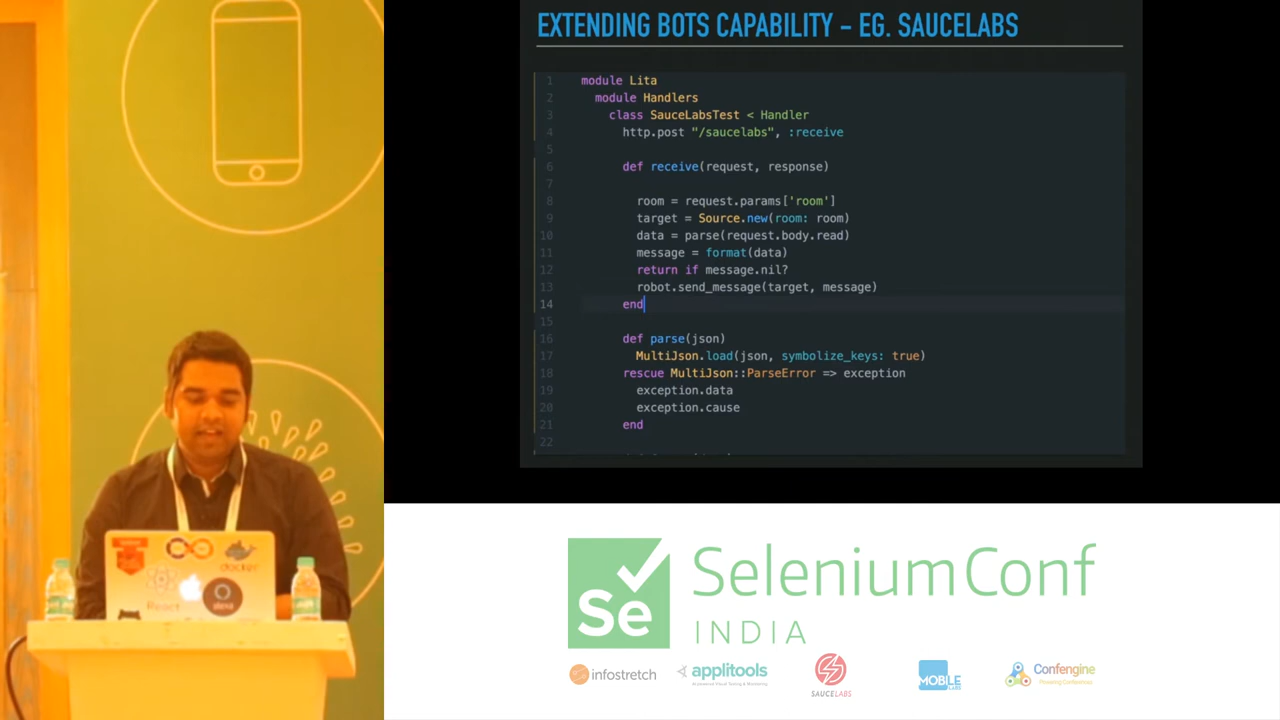 EXTENDING BOTS CAPABILITY – EG. SAUCELABS
1 module Lita
2 module Handlers
3 class SauceLabsTest < Handler
4 http.post "/saucelabs", :receive
5
6 def receive(request, response)
7
8 room = request.params['room']
9 target = Source.new(room: room)
10 data = parse(request.body.read)
11 message = format(data)
12 return if message.nil?
13 robot.send_message(target, message)
14 end
15
16 def parse(json)
17 MultiJson.load(json, symbolize_keys: true)
18 rescue MultiJson::ParseError => exception
19 exception.data
20 exception.cause
21 end
22
docker
React
alexa
Se
SeleniumConf
INDIA
infostretch
applitools
SAUCELABS
MOBILE
LABS
Confengine